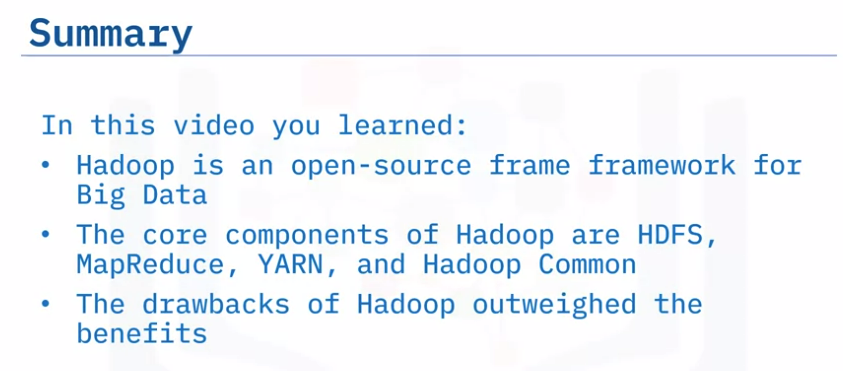 Summary
In this video you learned:
• Hadoop is an open-source frame framework for
Big Data
• The core components of Hadoop are HDFS,
MapReduce, YARN, and Hadoop Common
• The drawbacks of Hadoop outweighed the
benefits